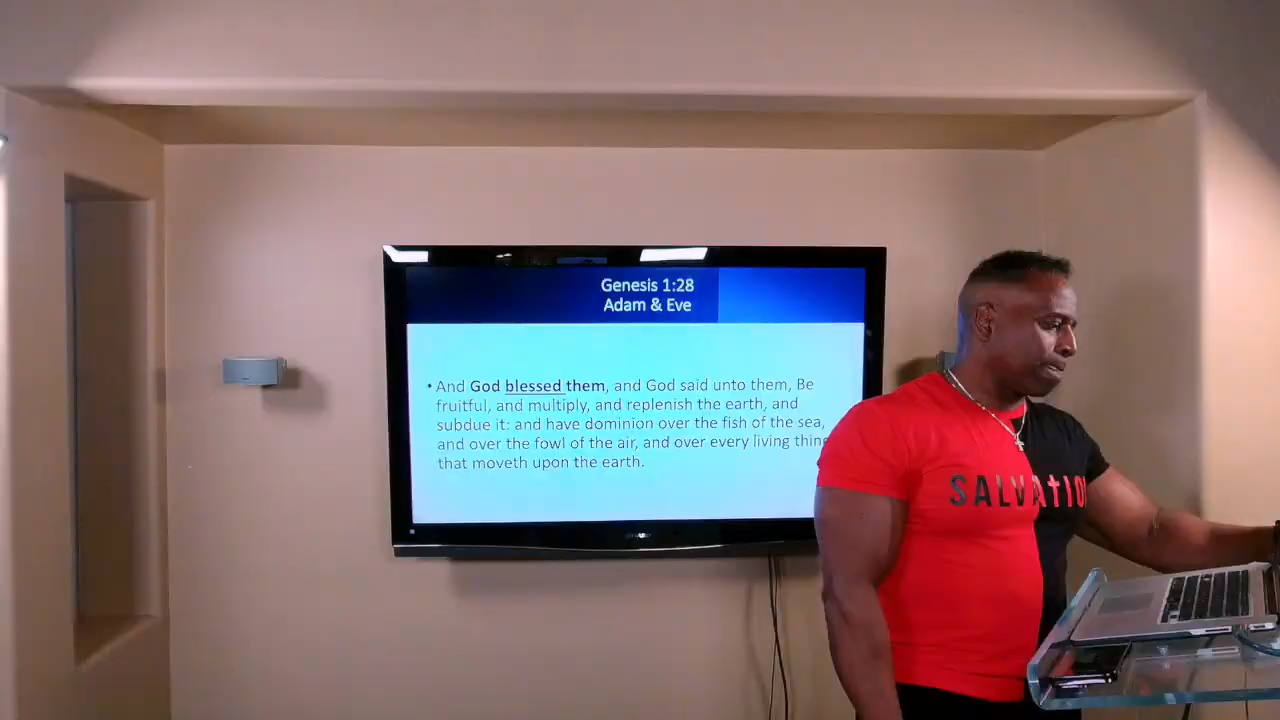 Genesis 1:28
Adam & Eve
• And God blessed them, and God said unto them, Be
fruitful, and multiply, and replenish the earth, and
subdue it: and have dominion over the fish of the sea,
and over the fowl of the air, and over every living thing
that moveth upon the earth.
SALVATIO
SHARP